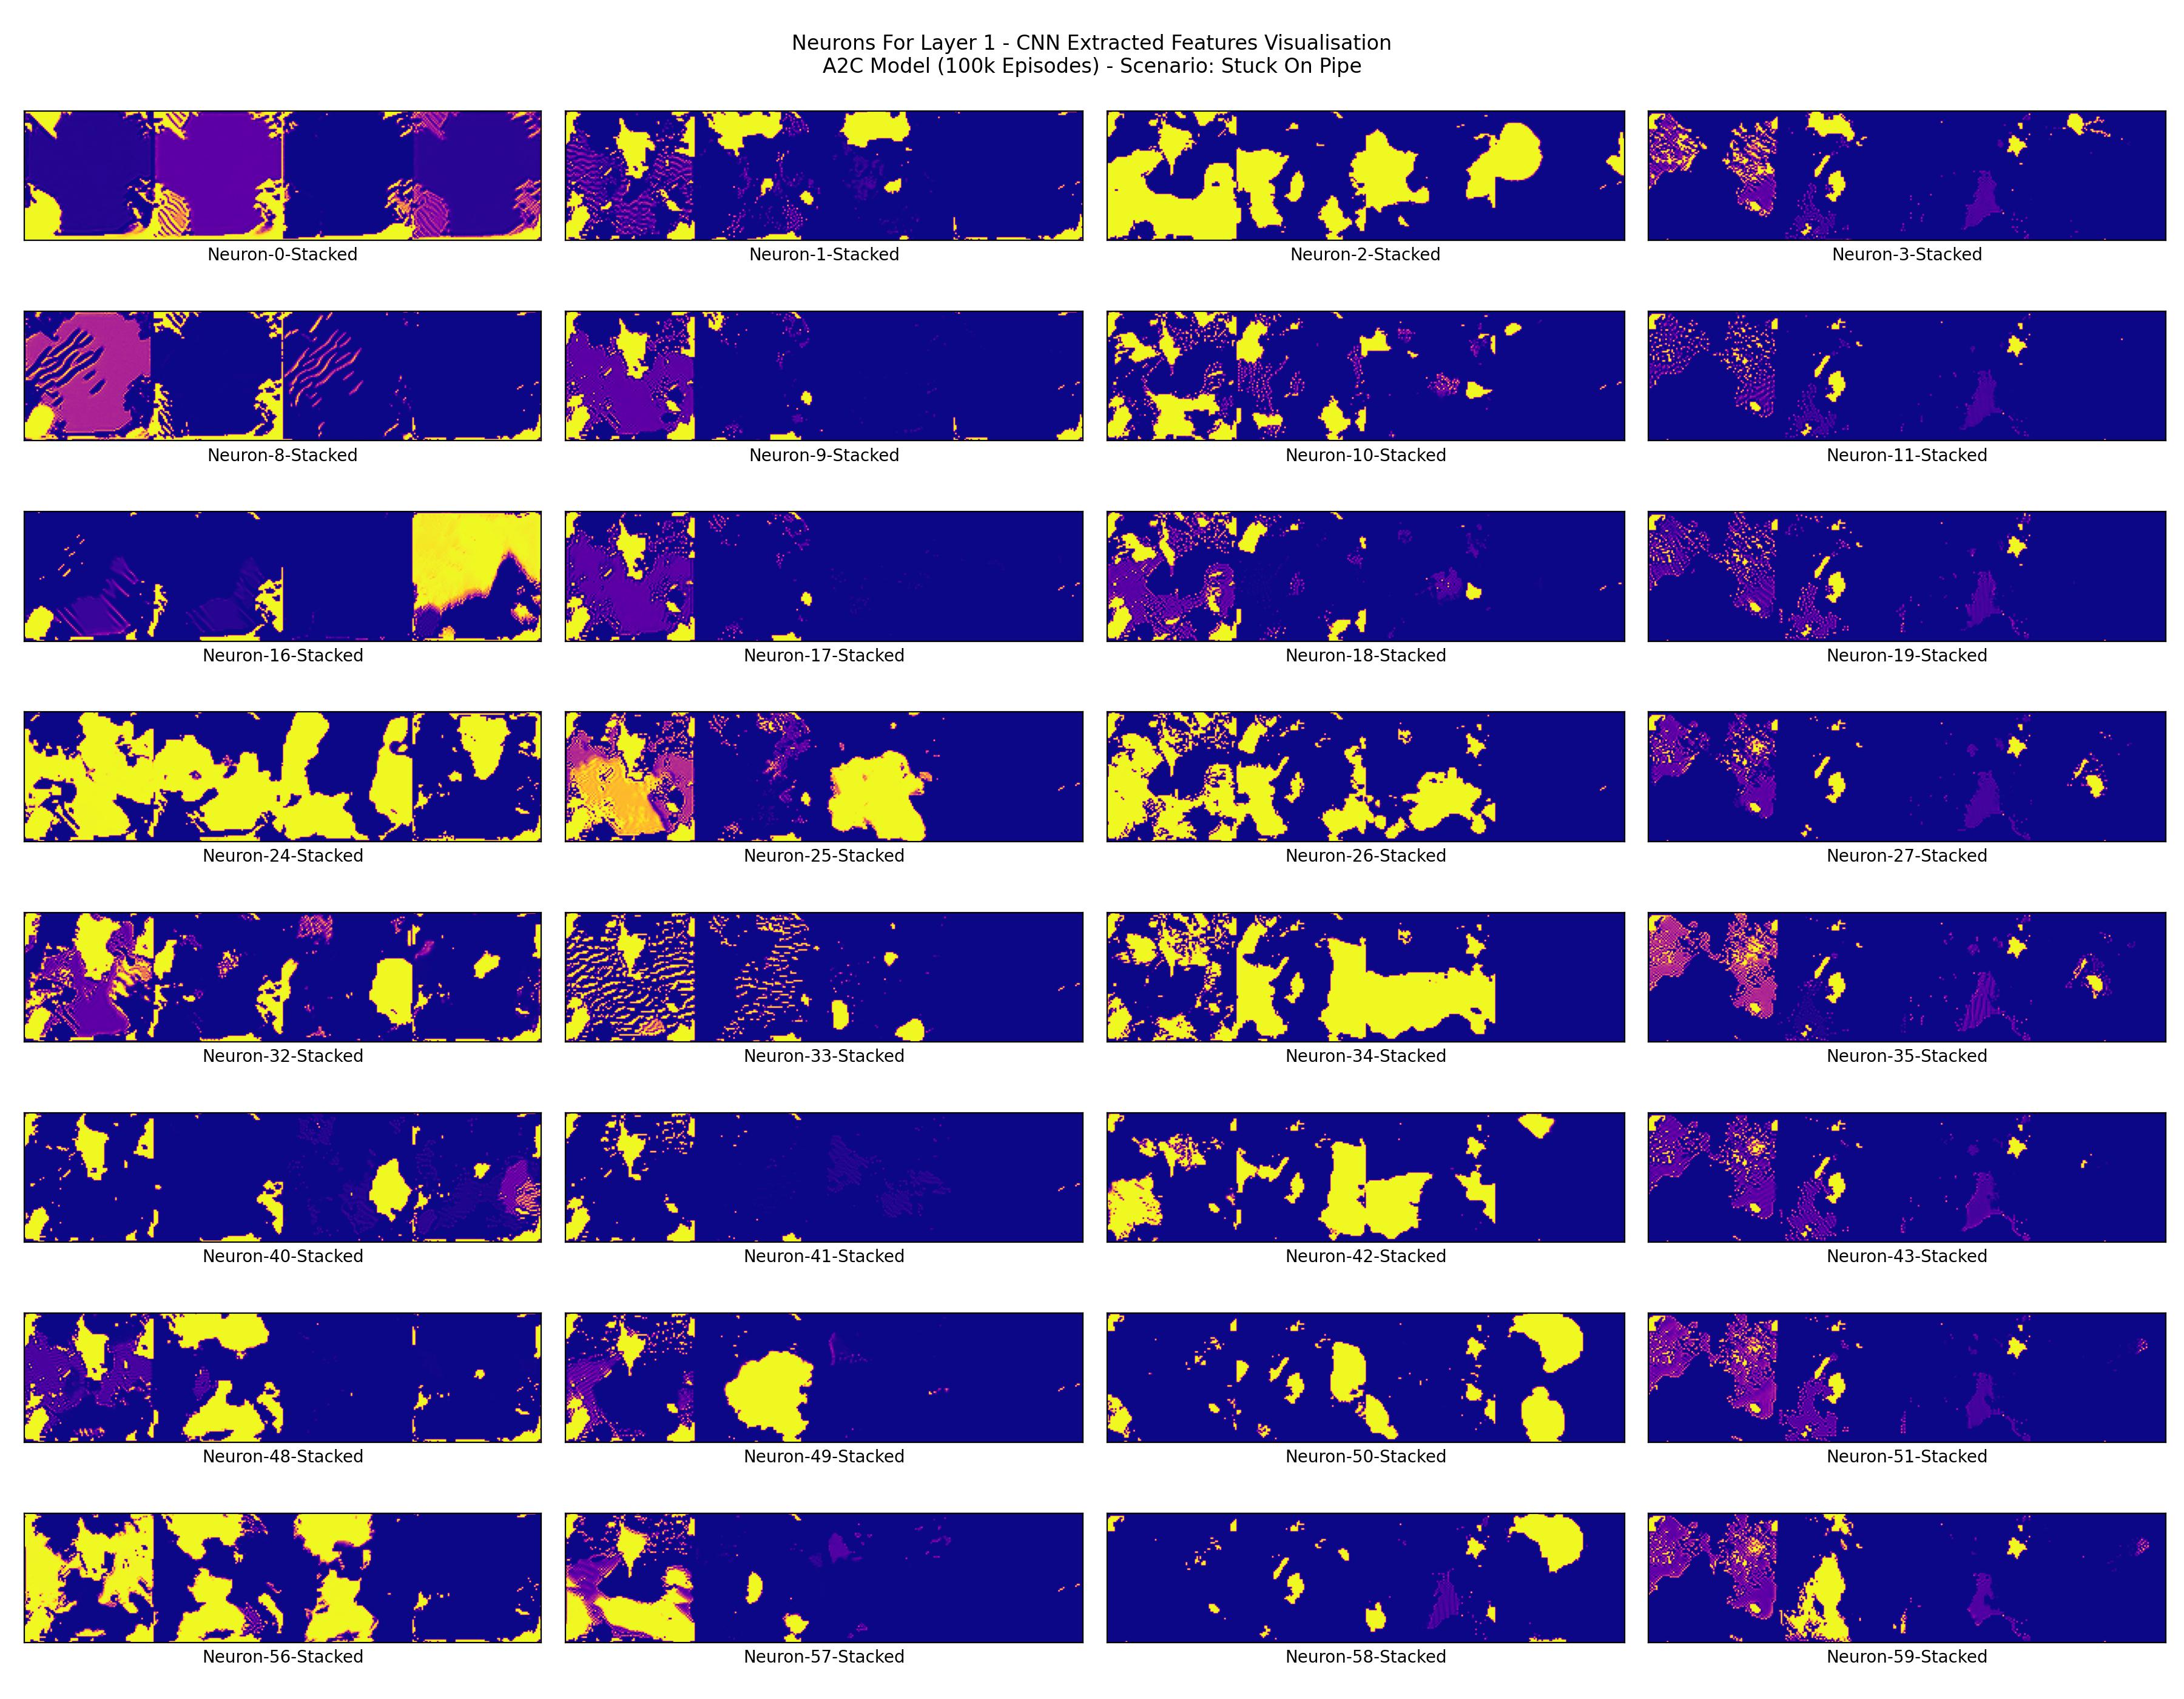 Neurons For Layer 1 - CNN Extracted Features Visualisation
A2C Model (100k Episodes) - Scenario: Stuck On Pipe
Neuron-0-Stacked
Neuron-1-Stacked
Neuron-2-Stacked
Neuron-3-Stacked
Neuron-8-Stacked
Neuron-9-Stacked
Neuron-10-Stacked
Neuron-11-Stacked
Neuron-16-Stacked
Neuron-17-Stacked
Neuron-18-Stacked
Neuron-19-Stacked
Neuron-24-Stacked
Neuron-25-Stacked
Neuron-26-Stacked
Neuron-27-Stacked
Neuron-32-Stacked
Neuron-33-Stacked
Neuron-34-Stacked
Neuron-35-Stacked
Neuron-40-Stacked
Neuron-41-Stacked
Neuron-42-Stacked
Neuron-43-Stacked
Neuron-48-Stacked
Neuron-49-Stacked
Neuron-50-Stacked
Neuron-51-Stacked
Neuron-56-Stacked
Neuron-57-Stacked
Neuron-58-Stacked
Neuron-59-Stacked